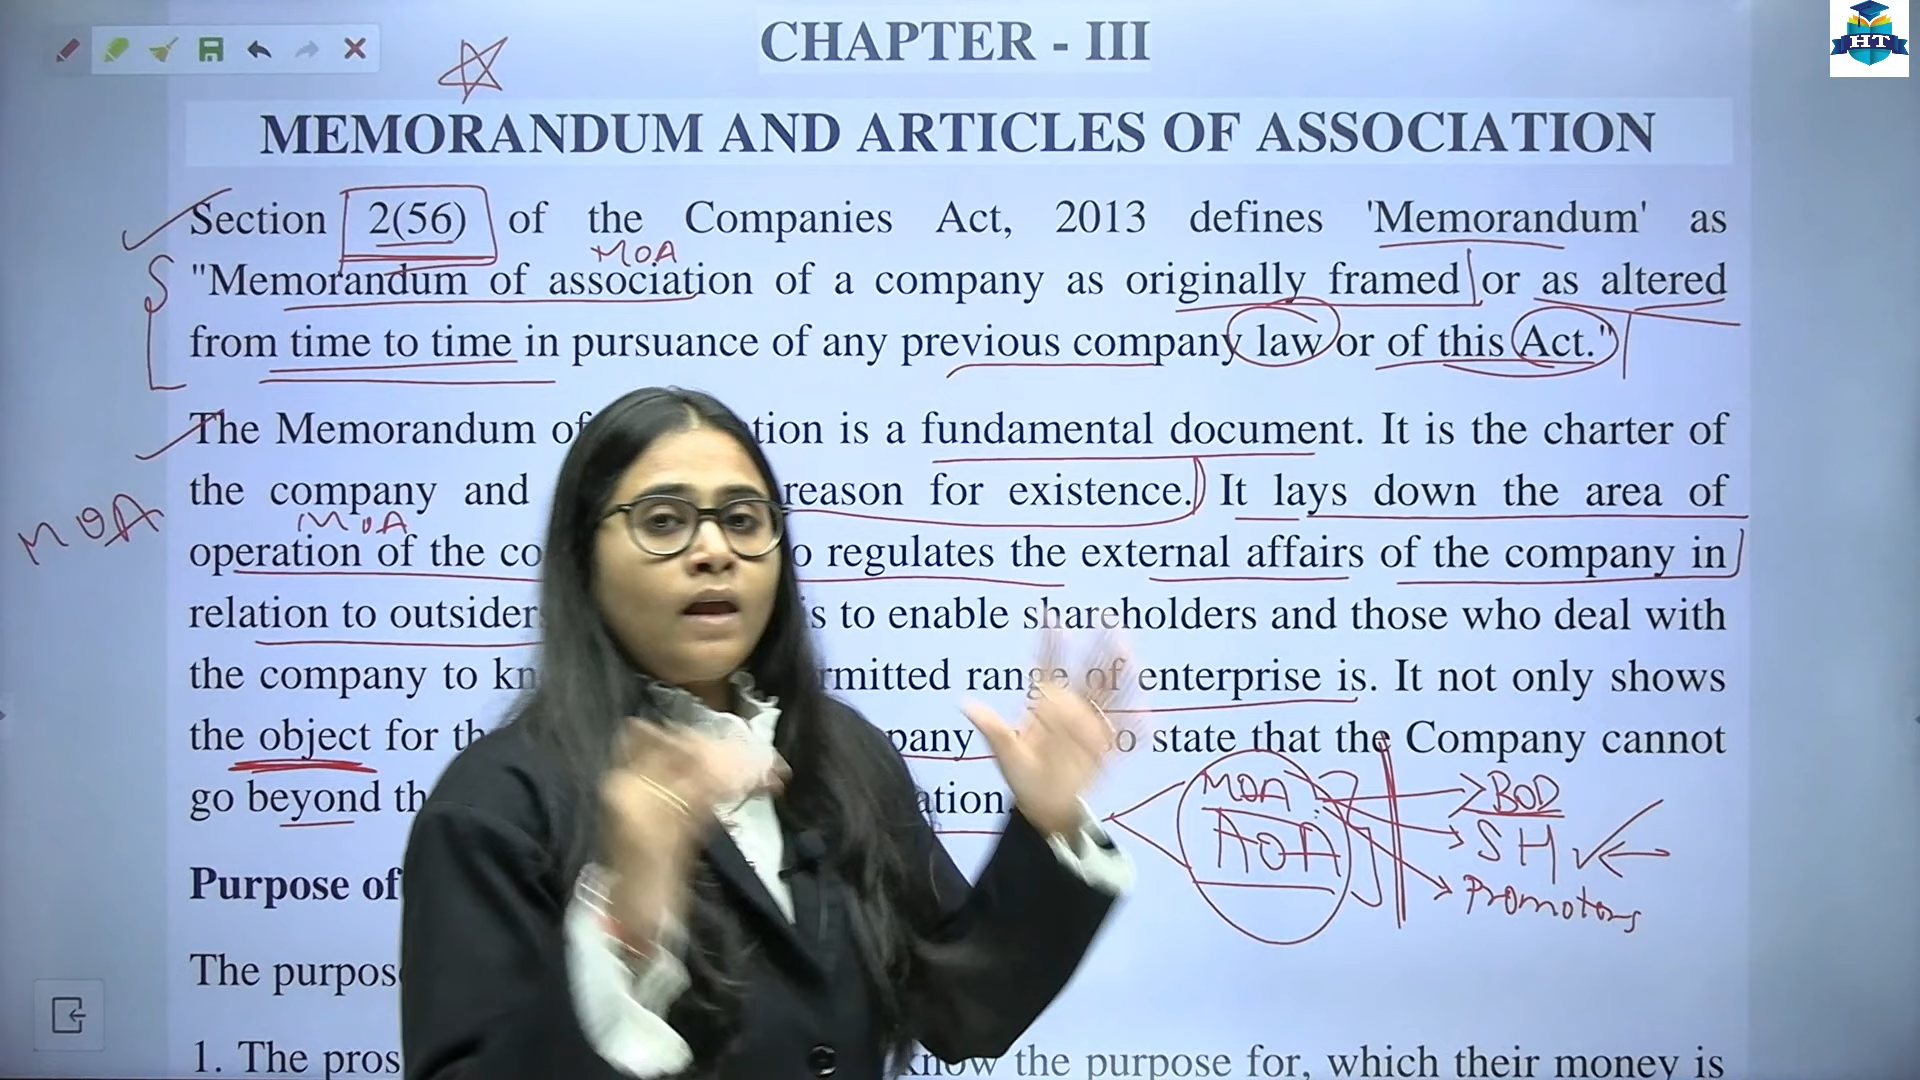 CHAPTER - III
HT
MEMORANDUM AND ARTICLES OF ASSOCIATION
Section 2(56) of the Companies Act, 2013 defines 'Memorandum' as
MOA
"Memorandum of association of a company as originally framed or as altered
from time to time in pursuance of any previous company law or of this Act."
The Memorandum of tion is a fundamental document. It is the charter of
the company and reason for existence. It lays down the area of
MOA
MOA
operation of the co regulates the external affairs of the company in
relation to outsiders is to enable shareholders and those who deal with
the company to kn rmitted range of enterprise is. It not only shows
the object for th pany o state that the Company cannot
go beyond th ation.
MOA
AOA
BOD
SH
Promoters
Purpose of
The purpos
1. The pros know the purpose for, which their money is